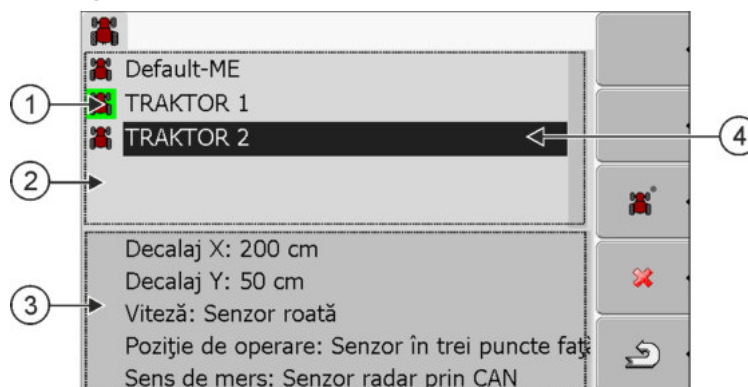 Default-ME
1 TRAKTOR 1
TRAKTOR 2 4
2
Decalaj X: 200 cm
Decalaj Y: 50 cm
3 Viteză: Senzor roată
Poziţie de operare: Senzor în trei puncte faţă
Sens de mers: Senzor radar prin CAN